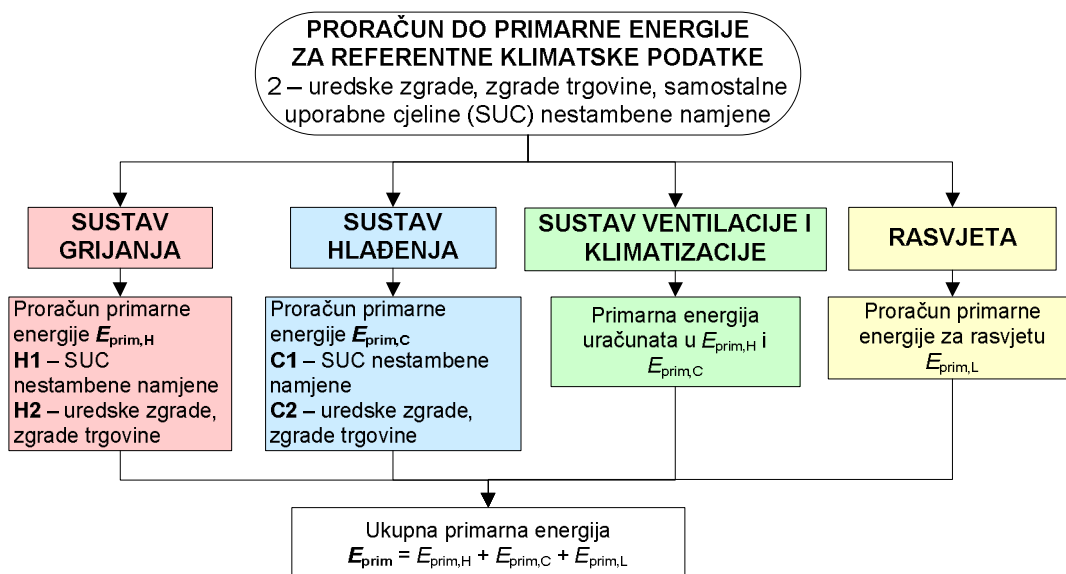 PRORAČUN DO PRIMARNE ENERGIJE
ZA REFERENTNE KLIMATSKE PODATKE
2 – uredske zgrade, zgrade trgovine, samostalne
uporabne cjeline (SUC) nestambene namjene
SUSTAV
GRIJANJA
Proračun primarne
energije Eprim,H
H1 – SUC
nestambene namjene
H2 – uredske zgrade,
zgrade trgovine
SUSTAV
HLAĐENJA
Proračun primarne
energije Eprim,C
C1 – SUC nestambene
namjene
C2 – uredske zgrade,
zgrade trgovine
SUSTAV VENTILACIJE I
KLIMATIZACIJE
Primarna energija
uračunata u Eprim,H i
Eprim,C
RASVJETA
Proračun primarne
energije za rasvjetu
Eprim,L
Ukupna primarna energija
Eprim = Eprim,H + Eprim,C + Eprim,L